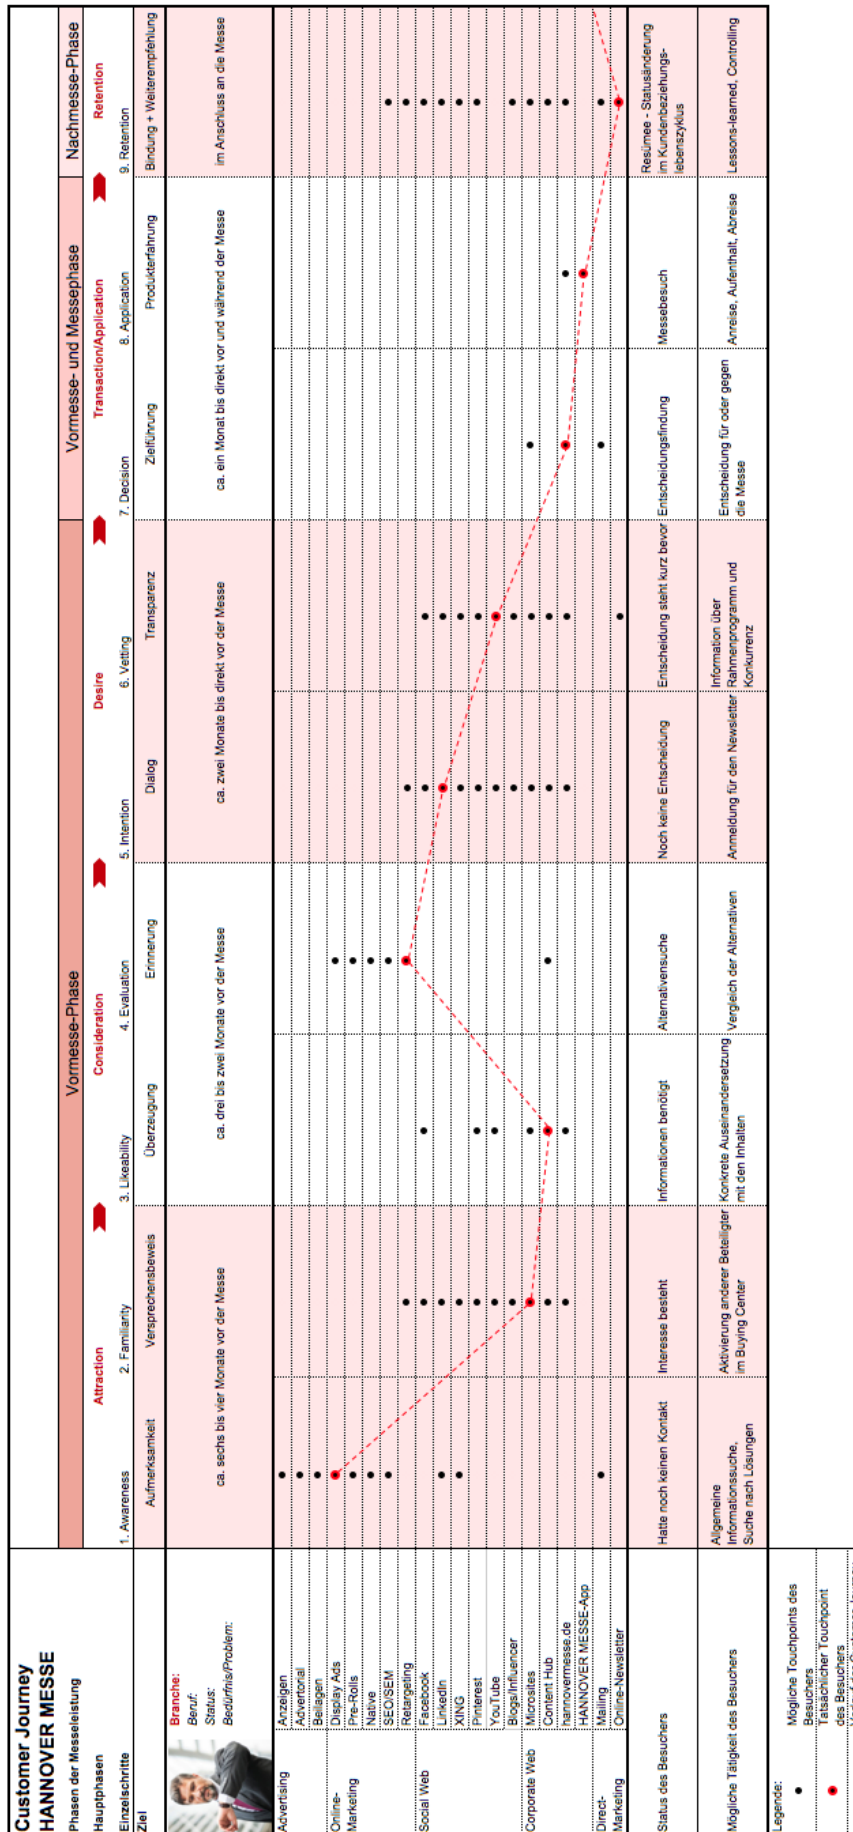 Customer Journey
HANNOVER MESSE
Phasen der Messeleistung
Vormesse-Phase
Vormesse- und Messephase
Nachmesse-Phase
Hauptphasen
Attraction
Consideration
Desire
Transaction/Application
Retention
Einzelschritte
1. Awareness
2. Familiarity
3. Likeability
4. Evaluation
5. Intention
6. Vetting
7. Decision
8. Application
9. Retention
Ziel
Aufmerksamkeit
Versprechensbeweis
Überzeugung
Erinnerung
Dialog
Transparenz
Zielführung
Produkterfahrung
Bindung + Weiterempfehlung
Branche:
Beruf:
Status:
Bedürfnis/Problem:
ca. sechs bis vier Monate vor der Messe
ca. drei bis zwei Monate vor der Messe
ca. zwei Monate bis direkt vor der Messe
ca. ein Monat bis direkt vor und während der Messe
im Anschluss an die Messe
Advertising
Anzeigen
Advertorial
Beilagen
Online-
Marketing
Display Ads
Pre-Rolls
Native
SEO/SEM
Retargeting
Social Web
Facebook
LinkedIn
XING
Pinterest
YouTube
Blogs/Influencer
Corporate Web
Microsites
Content Hub
hannovermesse.de
HANNOVER MESSE-App
Direct-
Marketing
Mailing
Online-Newsletter
Status des Besuchers
Hatte noch keinen Kontakt
Interesse besteht
Informationen benötigt
Alternativensuche
Noch keine Entscheidung
Entscheidung steht kurz bevor
Entscheidungsfindung
Messebesuch
Resümee - Statusänderung
im Kundenbeziehungs-
lebenszyklus
Mögliche Tätigkeit des Besuchers
Allgemeine
Informationssuche,
Suche nach Lösungen
Aktivierung anderer Beteiligter
im Buying Center
Konkrete Auseinandersetzung
mit den Inhalten
Vergleich der Alternativen
Anmeldung für den Newsletter
Information über
Rahmenprogramm und
Konkurrenz
Entscheidung für oder gegen
die Messe
Anreise, Aufenthalt, Abreise
Lessons-learned, Controlling
Legende:
Mögliche Touchpoints des
Besuchers
Tatsächlicher Touchpoint
des Besuchers